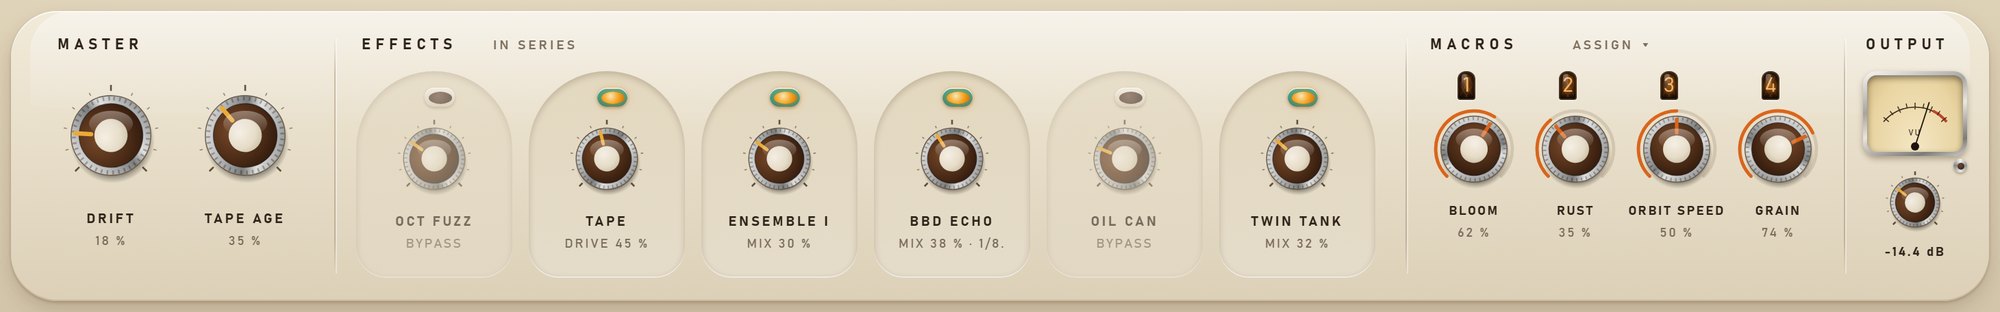 MASTER
DRIFT
18 %
TAPE AGE
35 %
EFFECTS IN SERIES
OCT FUZZ
BYPASS
TAPE
DRIVE 45 %
ENSEMBLE I
MIX 30 %
BBD ECHO
MIX 38 % · 1/8.
OIL CAN
BYPASS
TWIN TANK
MIX 32 %
MACROS ASSIGN ▾
1
BLOOM
62 %
2
RUST
35 %
3
ORBIT SPEED
50 %
4
GRAIN
74 %
OUTPUT
VU
-14.4 dB